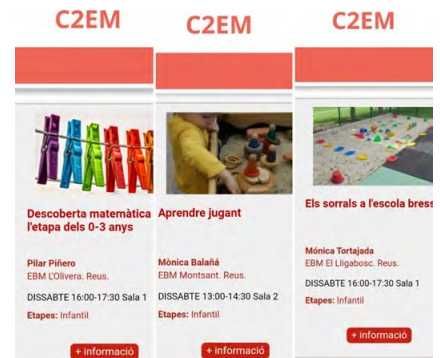 C2EM
Descoberta matemàtica
l'etapa dels 0-3 anys
Pilar Piñero
EBM L'Olivera. Reus.
DISSABTE 16:00-17:30 Sala 1
Etapes: Infantil
+ informació
C2EM
Aprendre jugant
Mònica Balañá
EBM Montsant. Reus.
DISSABTE 13:00-14:30 Sala 2
Etapes: Infantil
+ informació
C2EM
Els sorrals a l'escola bress
Mónica Tortajada
EBM El Lligabosc. Reus.
DISSABTE 16:00-17:30 Sala 1
Etapes: Infantil
+ informació